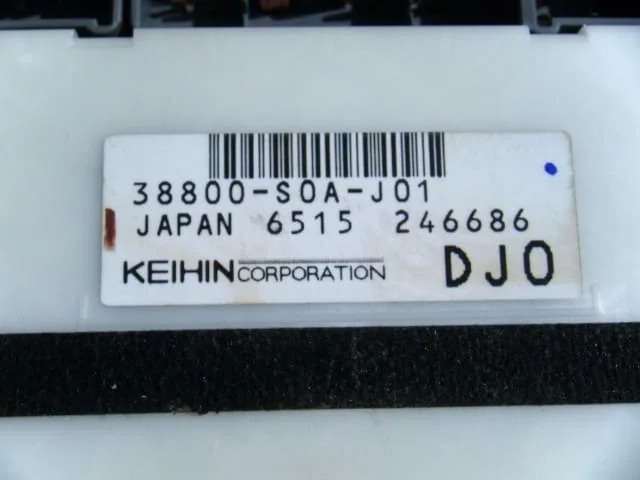 38800-S0A-J01
JAPAN 6515 246686
KEIHIN CORPORATION DJ0